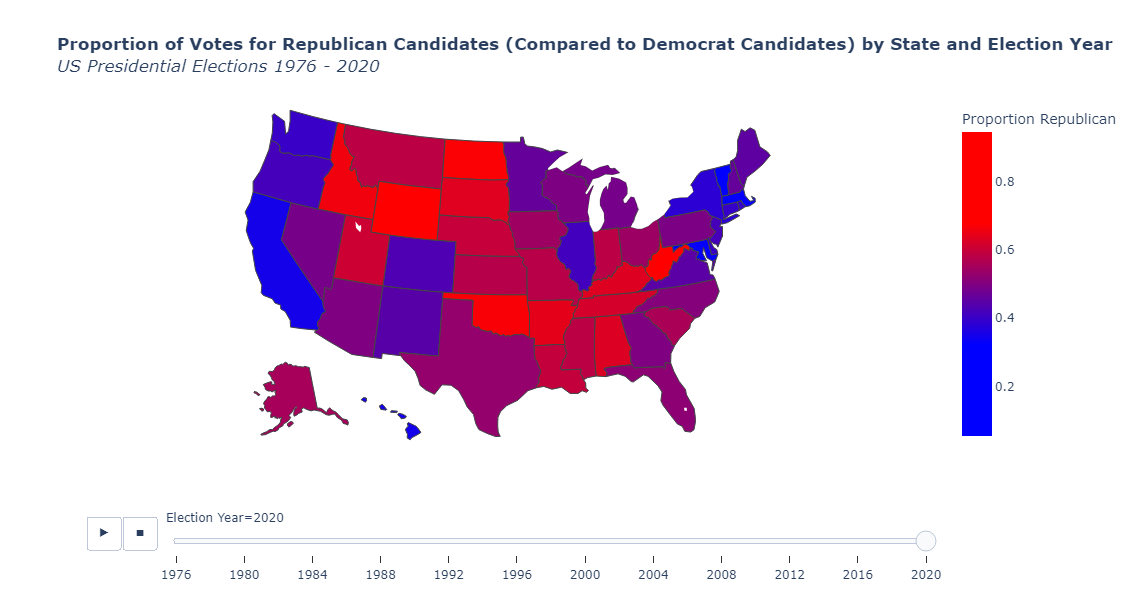 Proportion of Votes for Republican Candidates (Compared to Democrat Candidates) by State and Election Year
US Presidential Elections 1976 - 2020
Proportion Republican
0.8
0.6
0.4
0.2
Election Year=2020
1976 1980 1984 1988 1992 1996 2000 2004 2008 2012 2016 2020